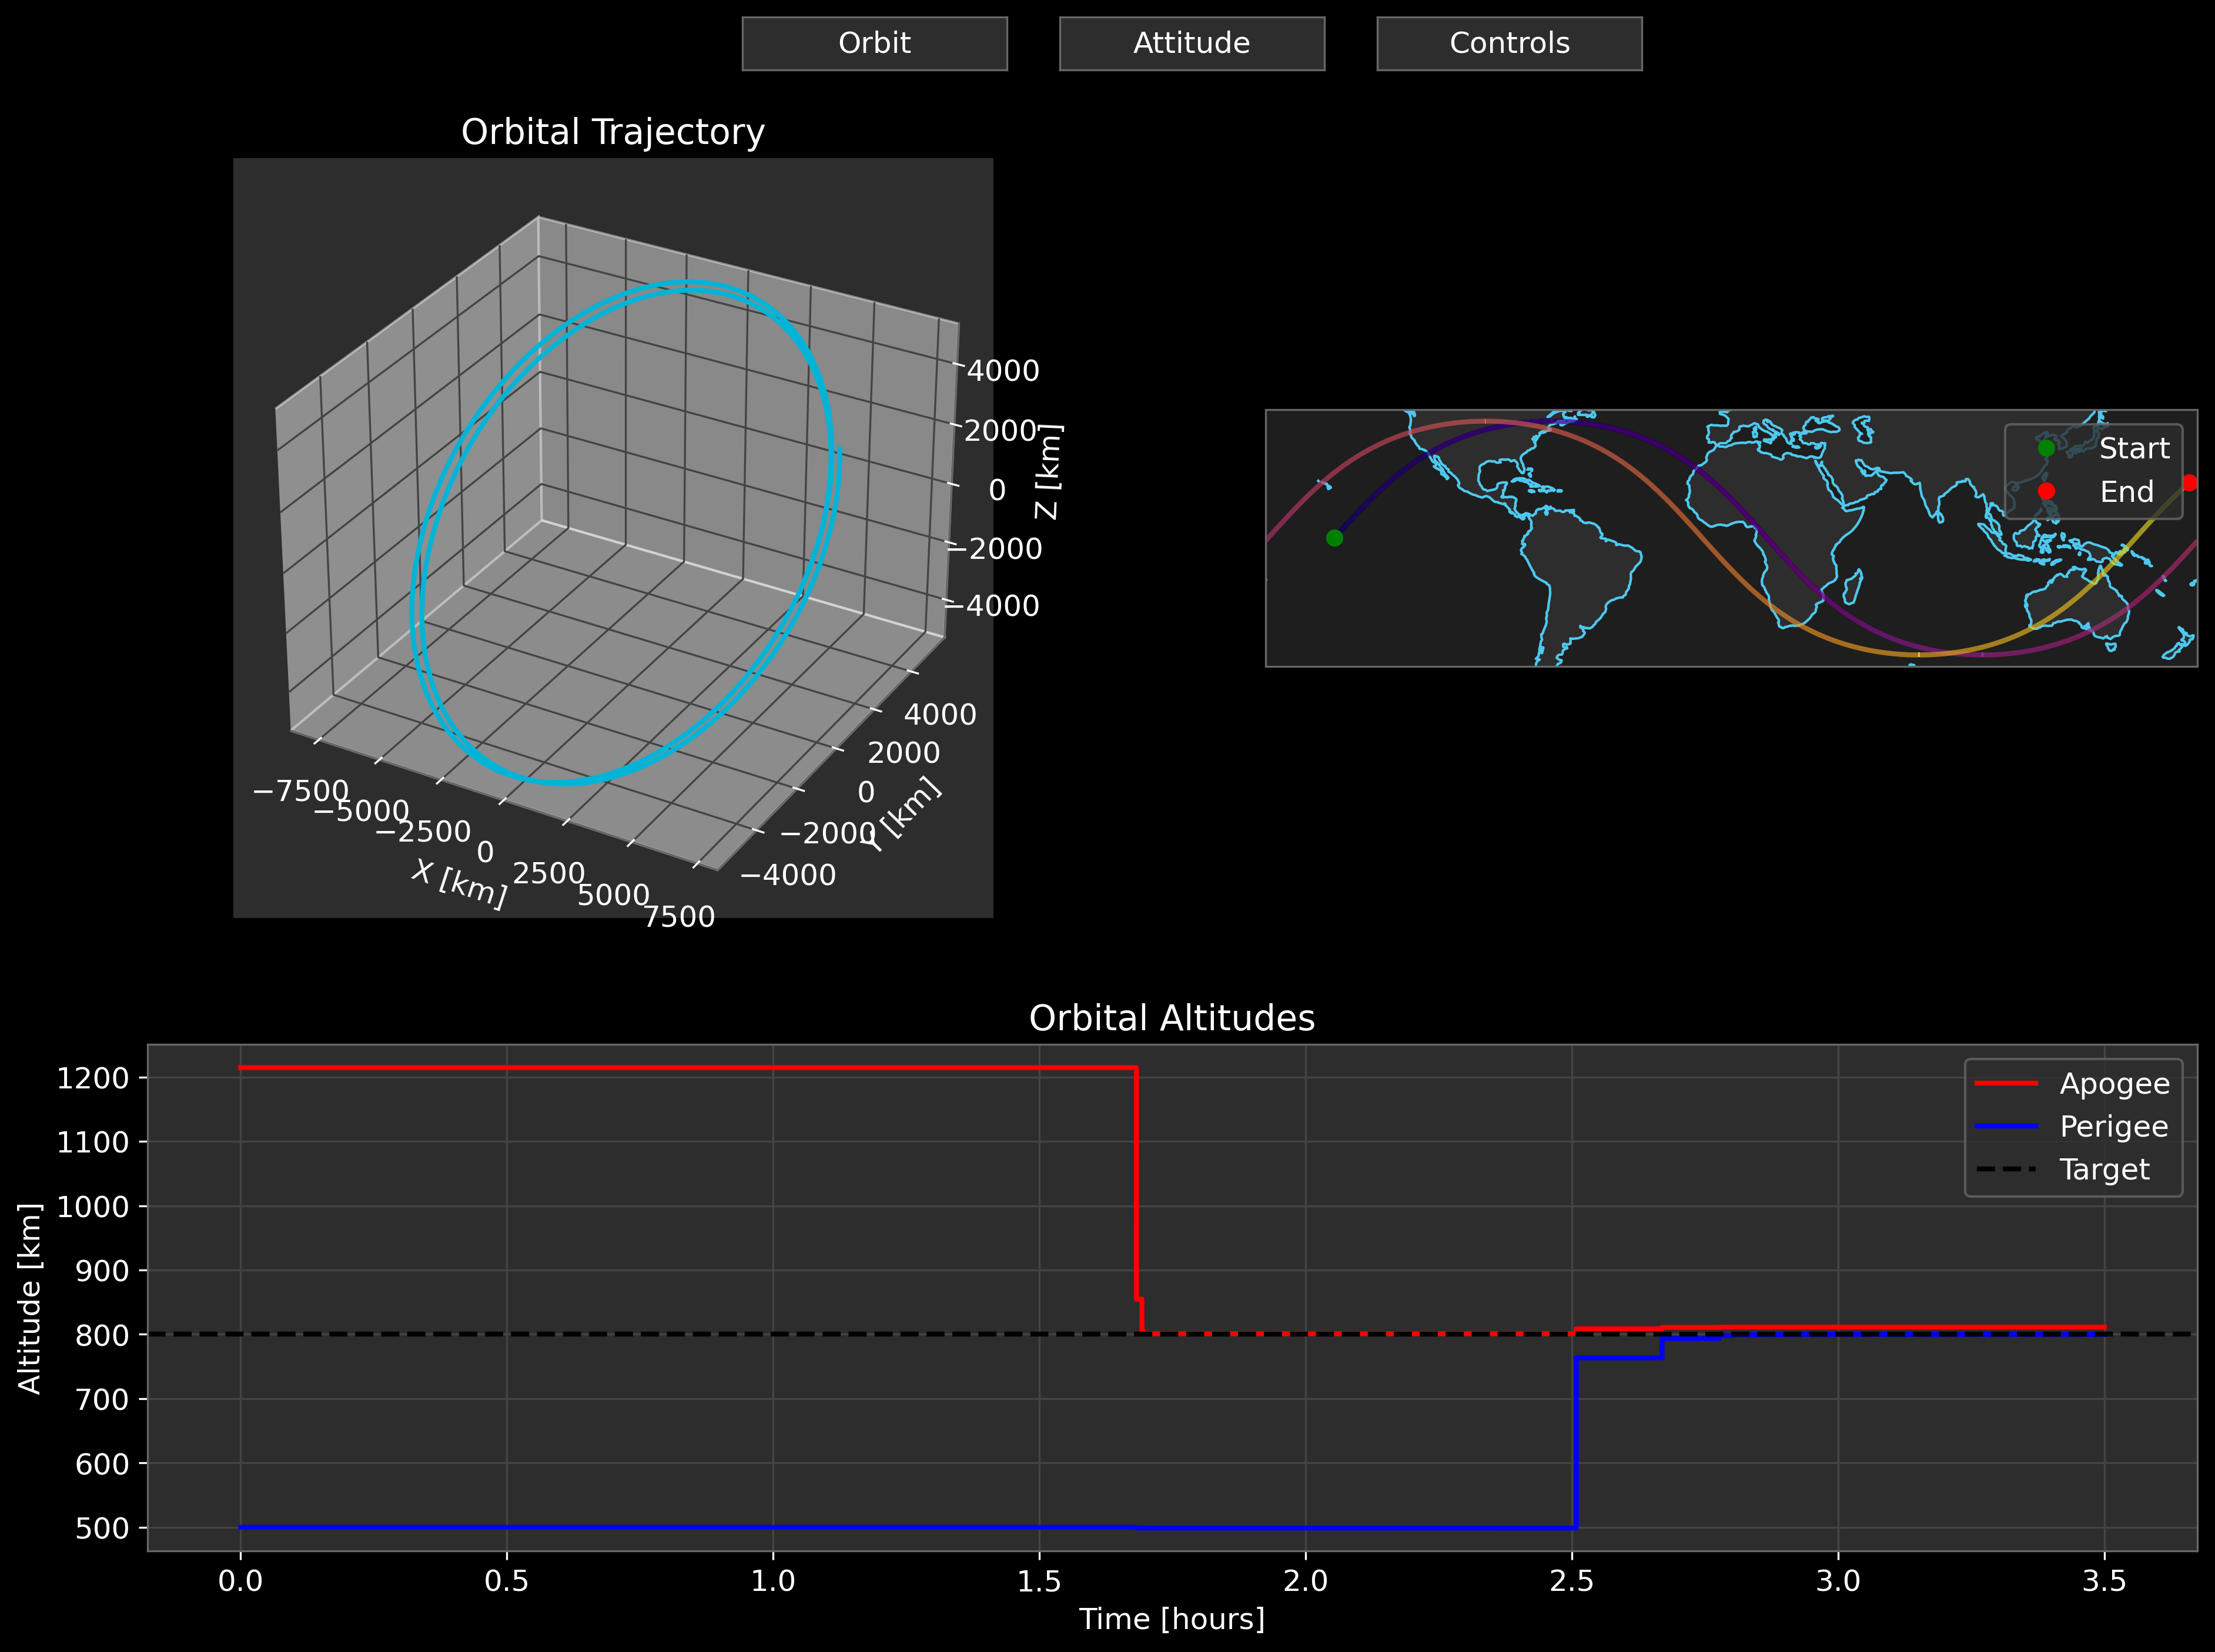 Orbit
Attitude
Controls
Orbital Trajectory
4000
2000
0
−2000
−4000
Z [km]
4000
2000
0
−2000
−4000
Y [km]
−7500
−5000
−2500
0
2500
5000
7500
X [km]
Start
End
Orbital Altitudes
1200
1100
1000
900
800
700
600
500
Altitude [km]
Apogee
Perigee
Target
0.0
0.5
1.0
1.5
2.0
2.5
3.0
3.5
Time [hours]